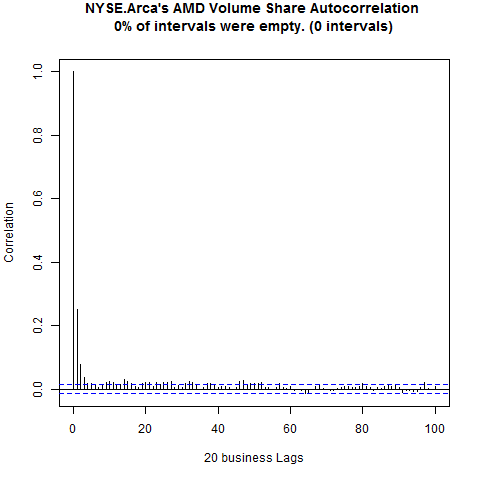 NYSE.Arca's AMD Volume Share Autocorrelation
0% of intervals were empty. (0 intervals)
Correlation
1.0
0.8
0.6
0.4
0.2
0.0
0 20 40 60 80 100
20 business Lags